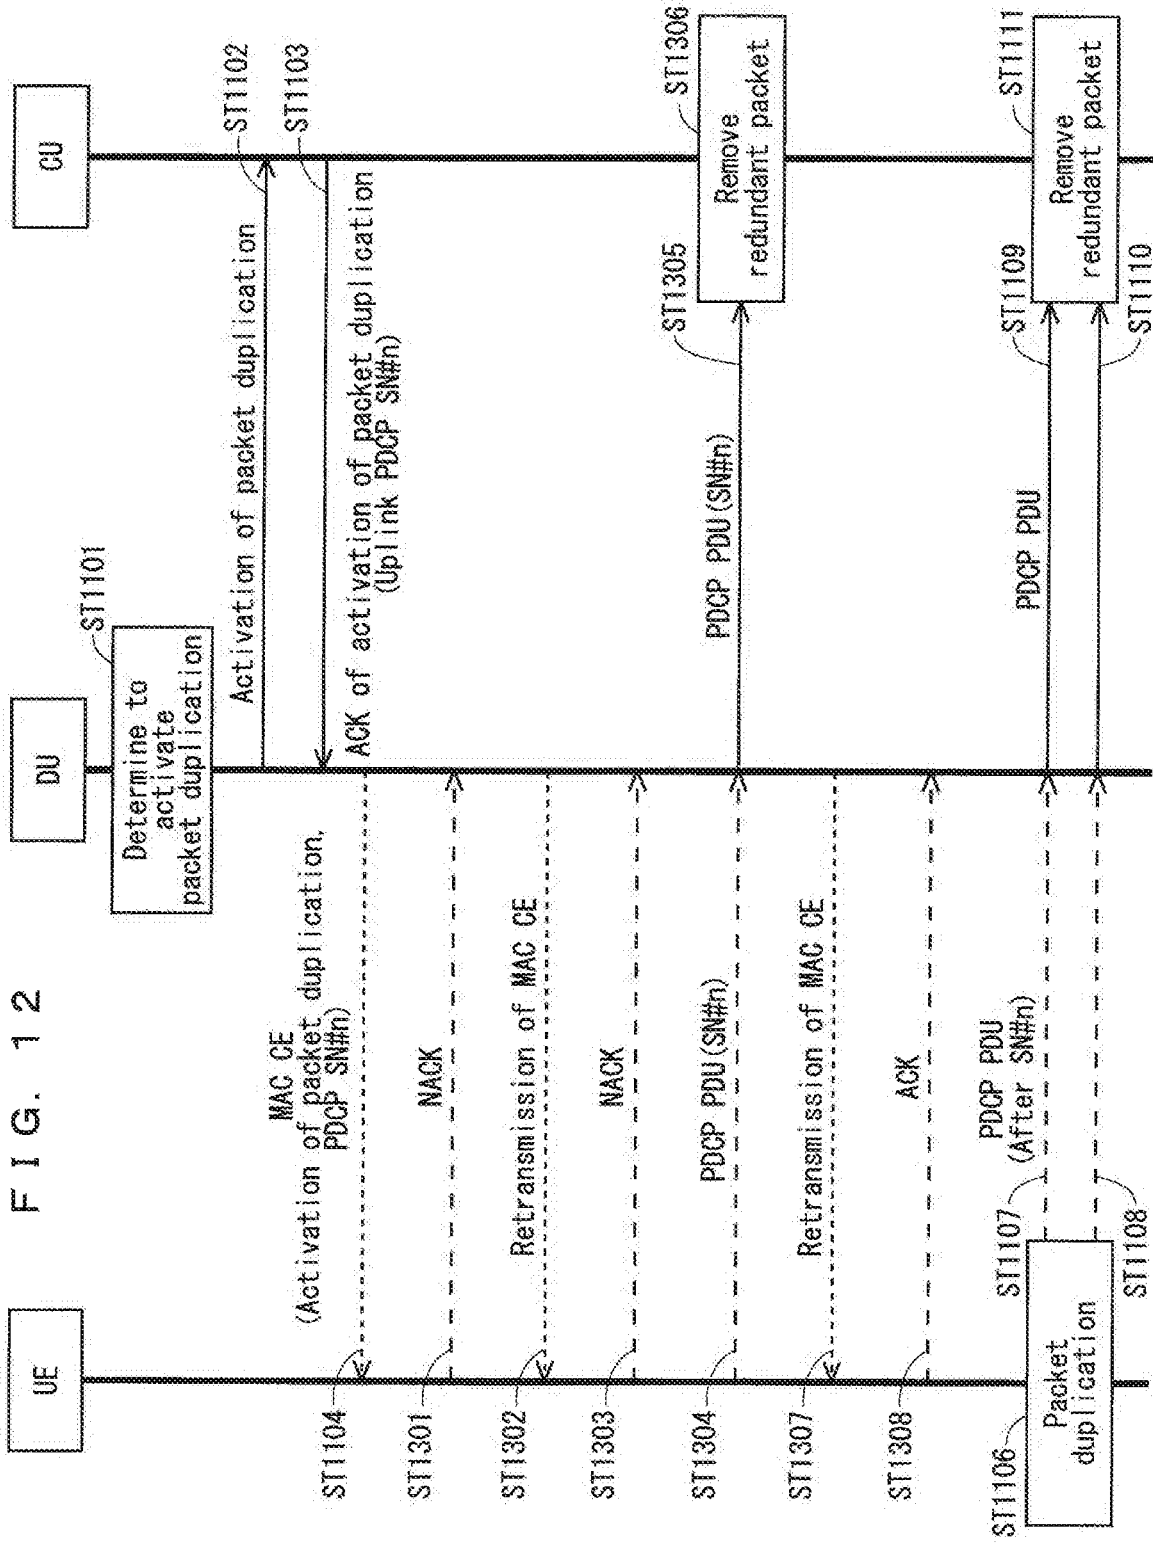 FIG. 12
UE
DU
CU
ST1101
Determine to
activate
packet duplication
Activation of packet duplication
ST1102
ST1103
ACK of activation of packet duplication
(Uplink PDCP SN#n)
MAC CE
(Activation of packet duplication,
PDCP SN#n)
ST1104
NACK
ST1301
Retransmission of MAC CE
ST1302
NACK
ST1303
PDCP PDU(SN#n)
ST1304
PDCP PDU(SN#n)
ST1305
ST1306
Remove
redundant packet
Retransmission of MAC CE
ST1307
ACK
ST1308
ST1106
Packet
duplication
PDCP PDU
(After SN#n)
ST1107
ST1108
PDCP PDU
ST1109
ST1110
ST1111
Remove
redundant packet